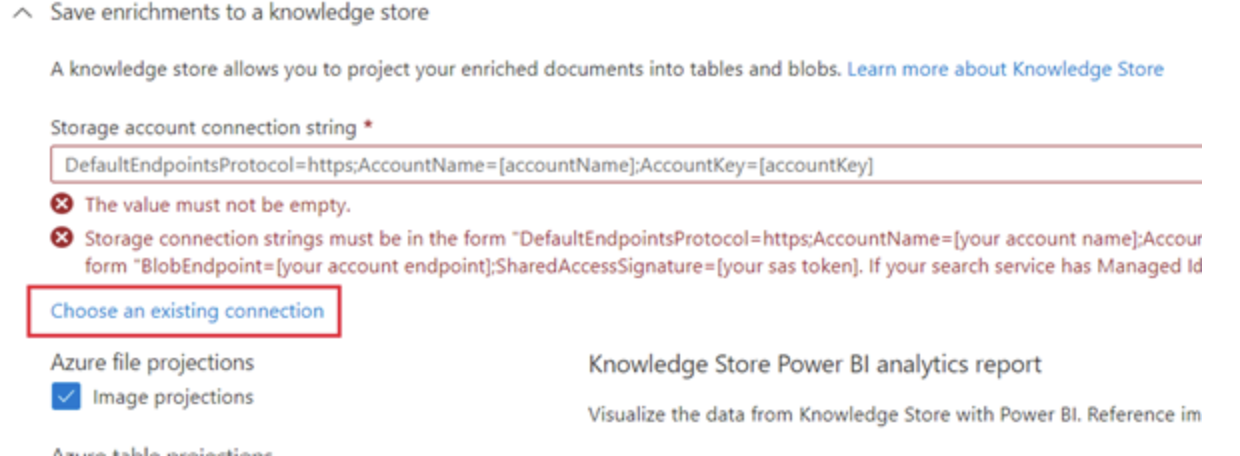 Save enrichments to a knowledge store
A knowledge store allows you to project your enriched documents into tables and blobs. Learn more about Knowledge Store
Storage account connection string *
DefaultEndpointsProtocol=https;AccountName=[accountName];AccountKey=[accountKey]
The value must not be empty.
Storage connection strings must be in the form "DefaultEndpointsProtocol=https;AccountName=[your account name];Accour
form "BlobEndpoint=[your account endpoint];SharedAccessSignature=[your sas token]. If your search service has Managed Id
Choose an existing connection
Azure file projections
Image projections
Knowledge Store Power BI analytics report
Visualize the data from Knowledge Store with Power BI. Reference im
Azure table projections